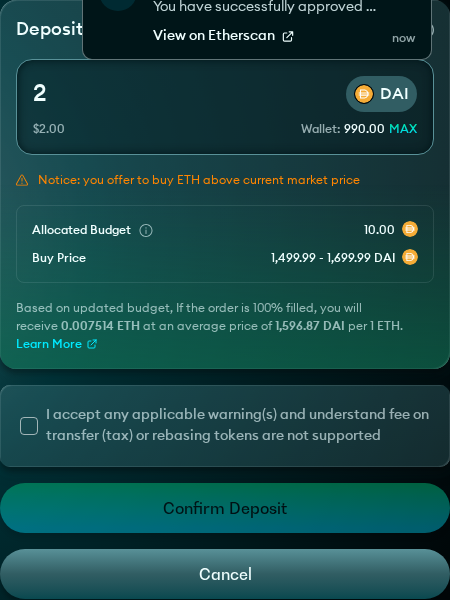 You have successfully approved ...
Deposit
View on Etherscan
now
2
DAI
$2.00
Wallet: 990.00 MAX
Notice: you offer to buy ETH above current market price
Allocated Budget
10.00
Buy Price
1,499.99 - 1,699.99 DAI
Based on updated budget, If the order is 100% filled, you will
receive 0.007514 ETH at an average price of 1,596.87 DAI per 1 ETH.
Learn More
I accept any applicable warning(s) and understand fee on
transfer (tax) or rebasing tokens are not supported
Confirm Deposit
Cancel